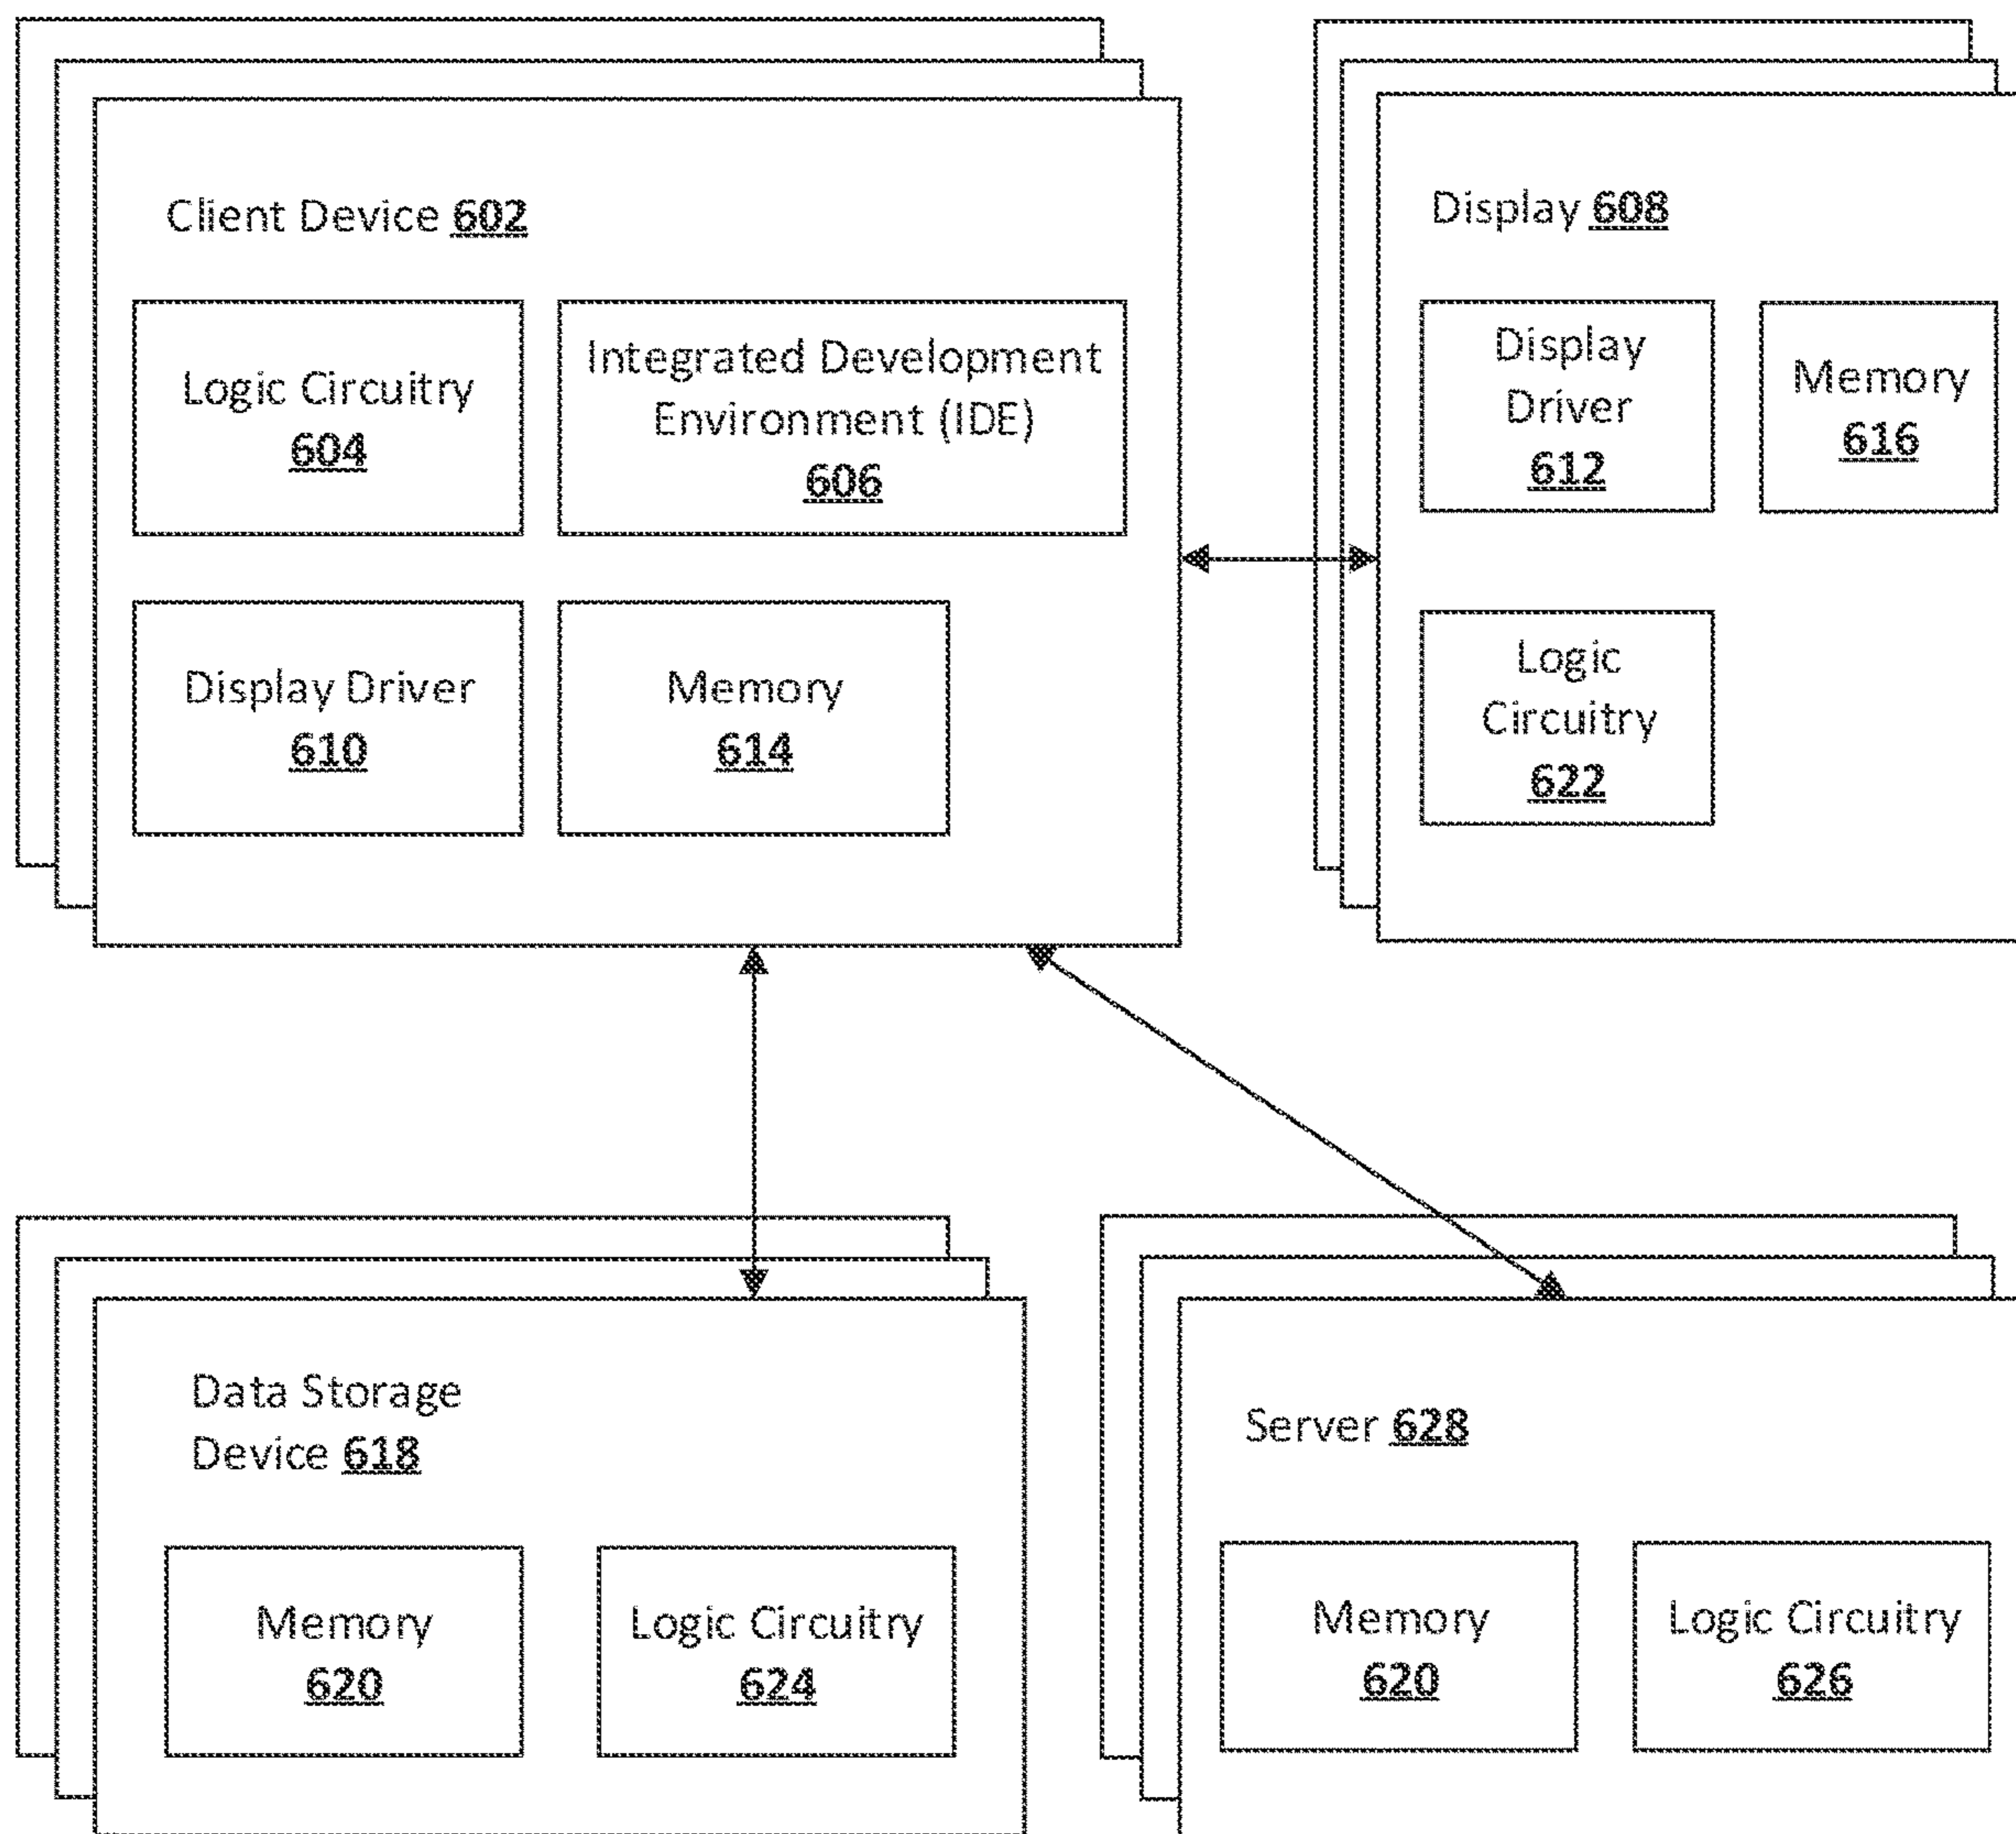 Client Device 602
Logic Circuitry
604
Integrated Development
Environment (IDE)
606
Display Driver
610
Memory
614
Display 608
Display
Driver
612
Memory
616
Logic
Circuitry
622
Data Storage
Device 618
Memory
620
Logic Circuitry
624
Server 628
Memory
620
Logic Circuitry
626